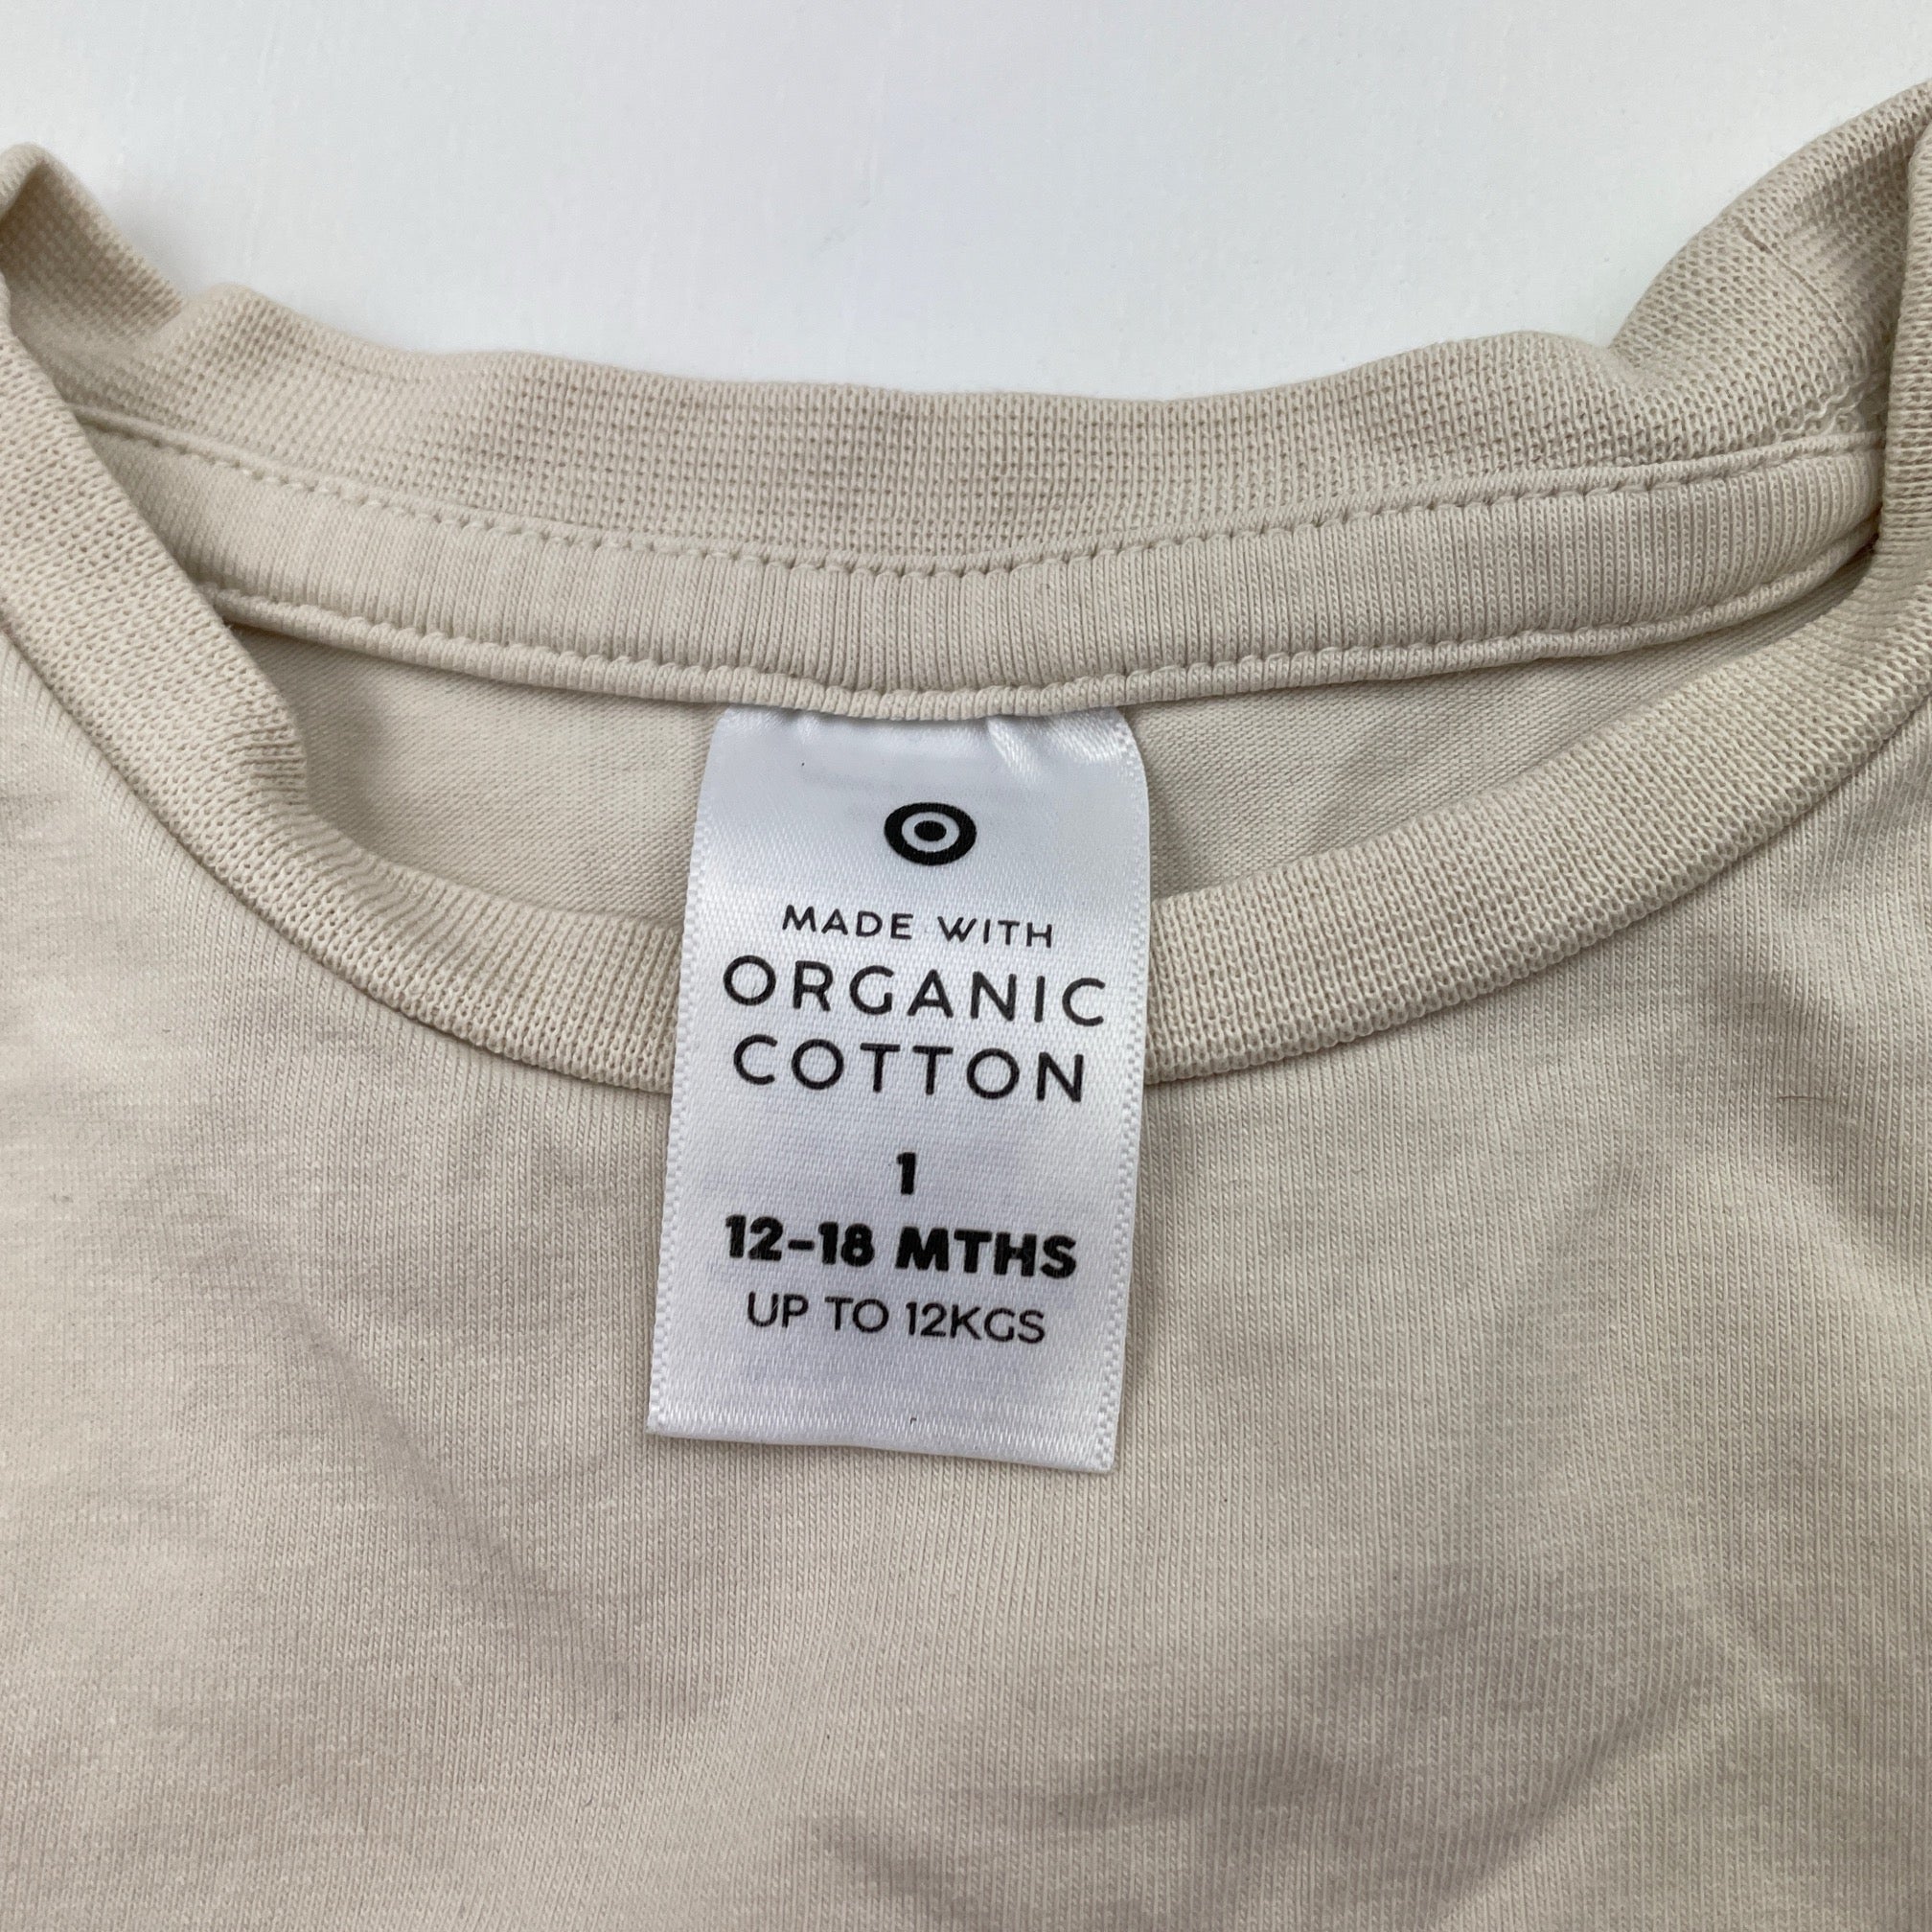 MADE WITH
ORGANIC
COTTON
1
12-18 MTHS
UP TO 12KGS